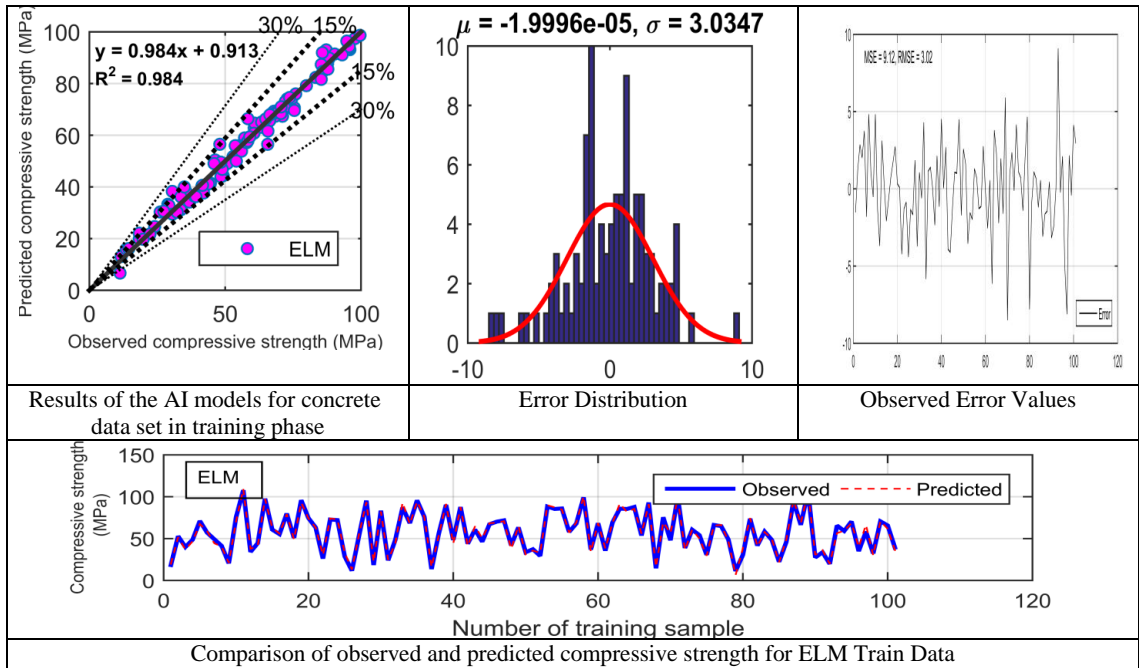 30% 15%
y = 0.984x + 0.913
R² = 0.984
15%
30%
Predicted compressive strength (MPa)
100
80
60
40
20
0
ELM
0 50 100
Observed compressive strength (MPa)
μ = -1.9996e-05, σ = 3.0347
10
8
6
4
2
0
-10 0 10
10
MSE = 9.12, RMSE = 3.02
5
0
-5
-10
Error
0 20 40 60 80 100 120
Results of the AI models for concrete
data set in training phase
Error Distribution
Observed Error Values
Compressive strength
(MPa)
150
100
50
0
ELM
Observed Predicted
0 20 40 60 80 100 120
Number of training sample
Comparison of observed and predicted compressive strength for ELM Train Data